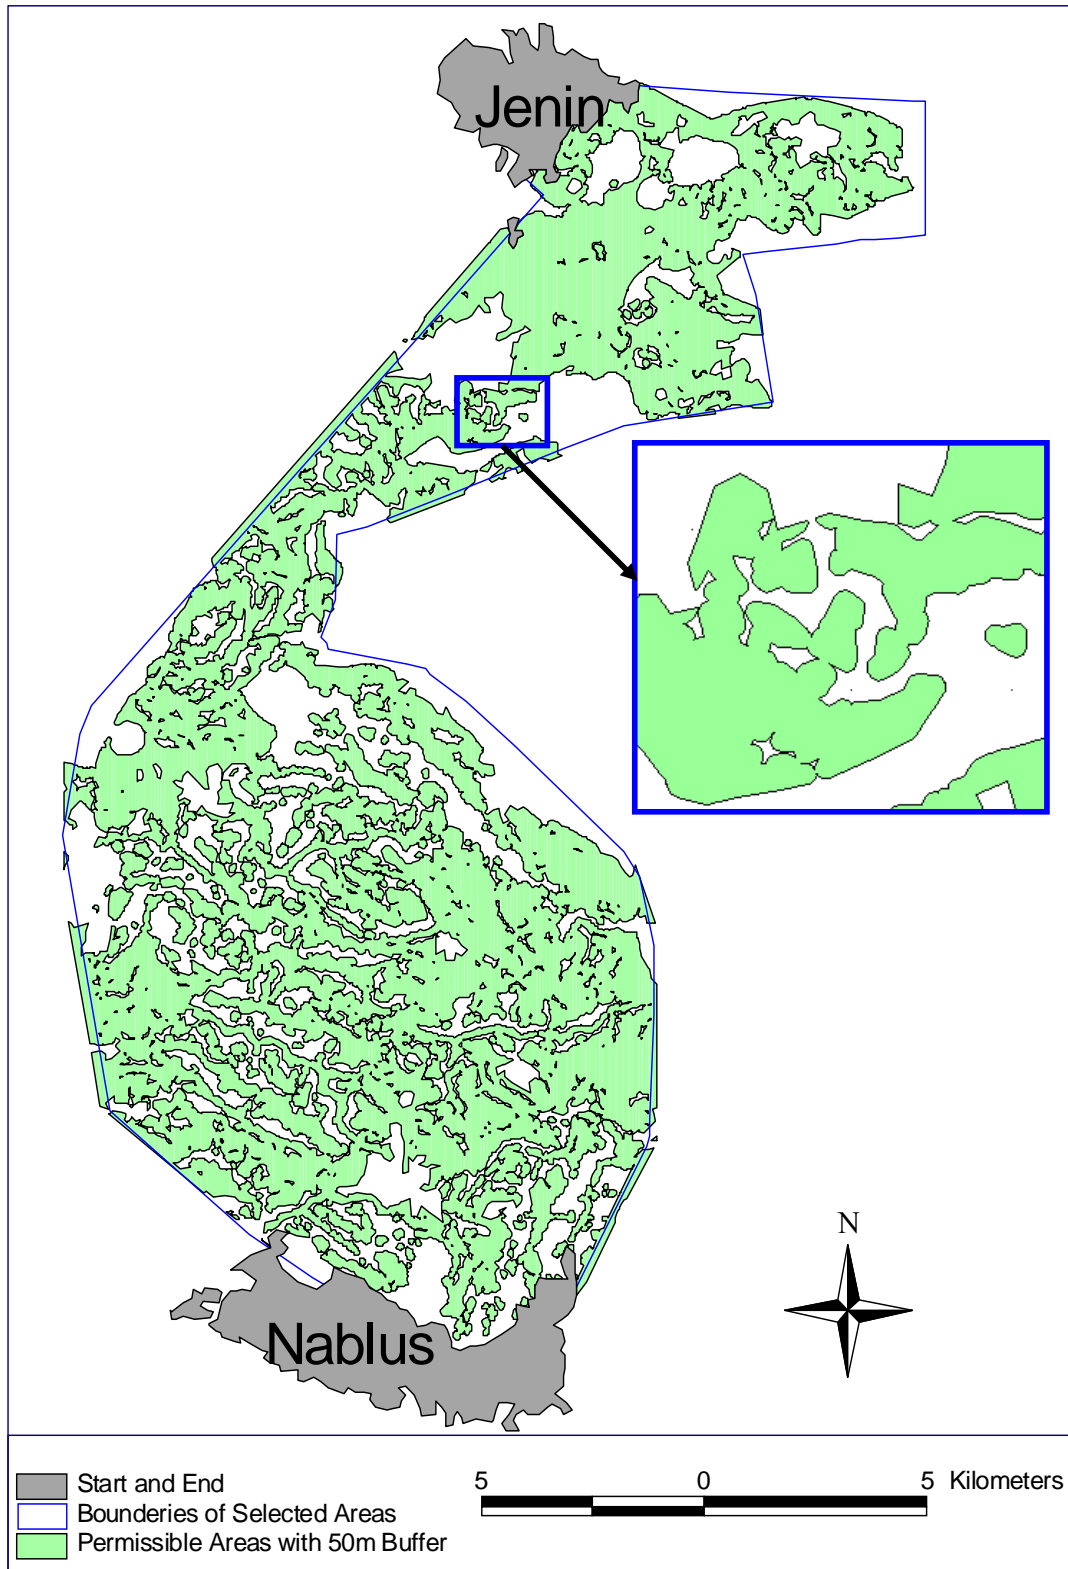 Jenin
N
Nablus
Start and End
5 0 5 Kilometers
Bounderies of Selected Areas
Permissible Areas with 50m Buffer